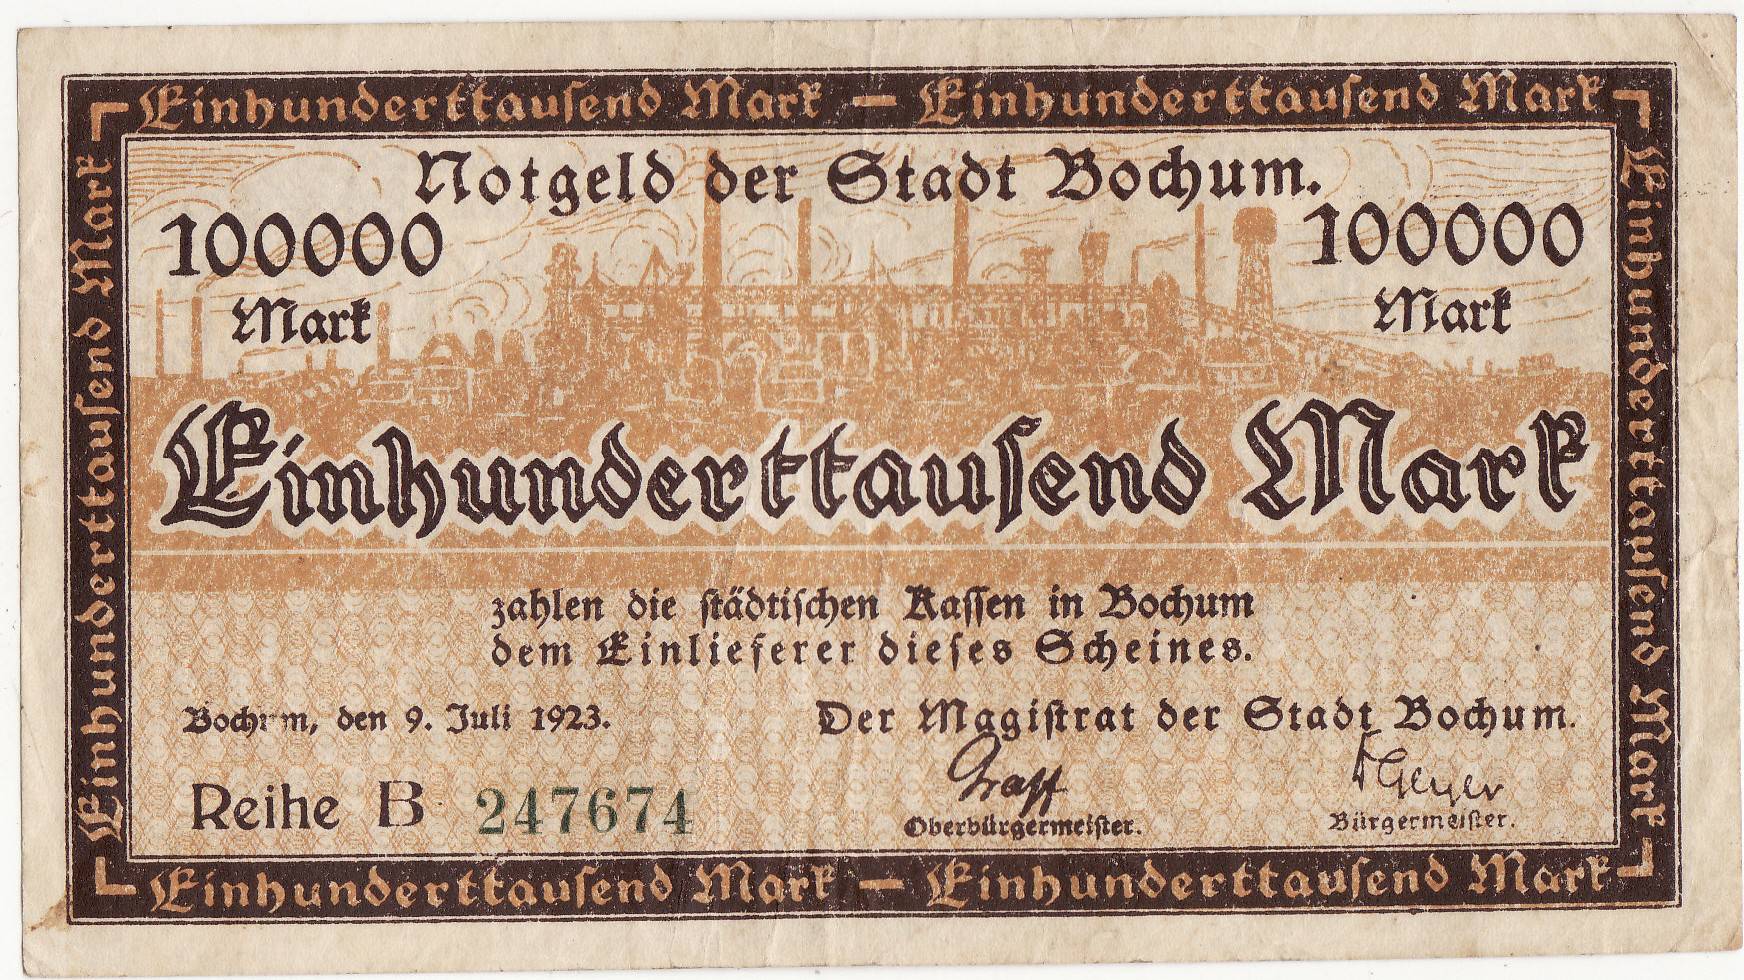 Einhunderttausend Mark — Einhunderttausend Mark
Einhunderttausend Mark
Einhunderttausend Mark
Notgeld der Stadt Bochum.
100000
Mark
100000
Mark
Einhunderttausend Mark
zahlen die städtischen Kassen in Bochum
dem Einlieferer dieses Scheines.
Bochum, den 9. Juli 1923.
Der Magistrat der Stadt Bochum.
Graff
Geyer
Oberbürgermeister.
Bürgermeister.
Reihe B 247674
Einhunderttausend Mark — Einhunderttausend Mark